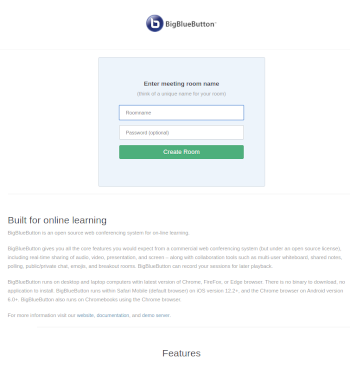 BigBlueButton
Enter meeting room name
(think of a unique name for your room)
Roomname
Password (optional)
Create Room
Built for online learning
BigBlueButton is an open source web conferencing system for on-line learning.
BigBlueButton gives you all the core features you would expect from a commercial web conferencing system (but under an open source license),
including real-time sharing of audio, video, presentation, and screen - along with collaboration tools such as multi-user whiteboard, shared notes,
polling, public/private chat, emojis, and breakout rooms. BigBlueButton can record your sessions for later playback.
BigBlueButton runs on desktop and laptop computers with latest version of Chrome, FireFox, or Edge browser. There is no binary to download, no
application to install. BigBlueButton runs within Safari Mobile (default browser) on iOS version 12.2+, and the Chrome browser on Android version
6.0+. BigBlueButton also runs on Chromebooks using the Chrome browser.
For more information visit our website, documentation, and demo server.
Features